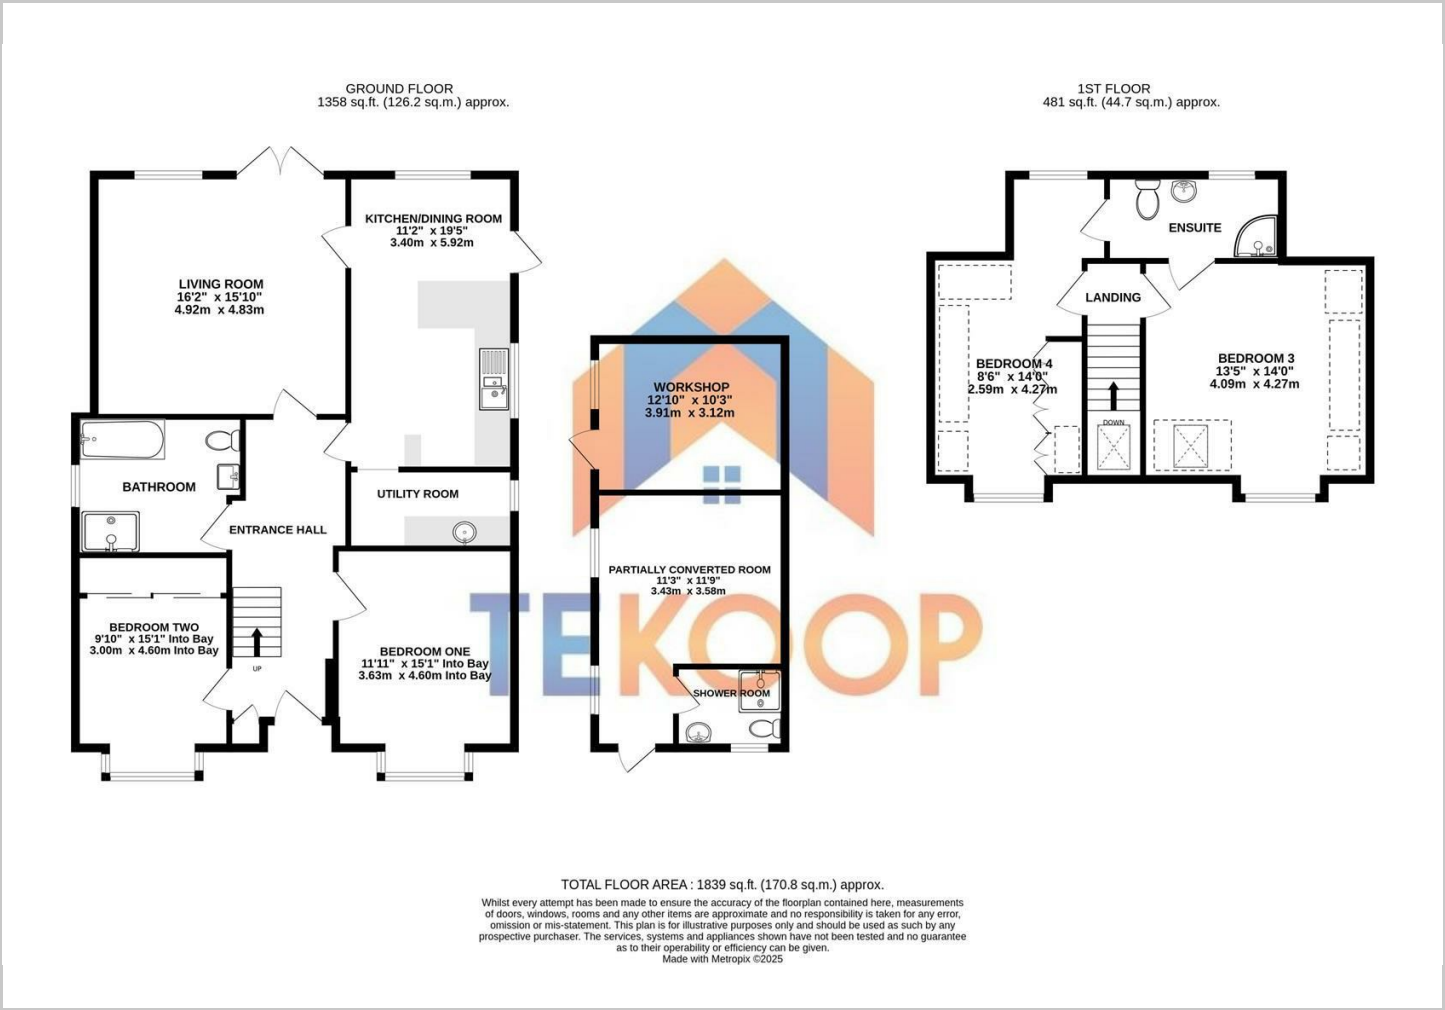 GROUND FLOOR
1358 sq.ft. (126.2 sq.m.) approx.
1ST FLOOR
481 sq.ft. (44.7 sq.m.) approx.
KITCHEN/DINING ROOM
11'2" x 19'5"
3.40m x 5.92m
LIVING ROOM
16'2" x 15'10"
4.92m x 4.83m
BATHROOM
UTILITY ROOM
ENTRANCE HALL
BEDROOM TWO
9'10" x 15'1" Into Bay
3.00m x 4.60m Into Bay
UP
BEDROOM ONE
11'11" x 15'1" Into Bay
3.63m x 4.60m Into Bay
WORKSHOP
12'10" x 10'3"
3.91m x 3.12m
PARTIALLY CONVERTED ROOM
11'3" x 11'9"
3.43m x 3.58m
SHOWER ROOM
TEKOOP
ENSUITE
LANDING
BEDROOM 4
8'6" x 14'0"
2.59m x 4.27m
BEDROOM 3
13'5" x 14'0"
4.09m x 4.27m
DOWN
TOTAL FLOOR AREA : 1839 sq.ft. (170.8 sq.m.) approx.
Whilst every attempt has been made to ensure the accuracy of the floorplan contained here, measurements
of doors, windows, rooms and any other items are approximate and no responsibility is taken for any error,
omission or mis-statement. This plan is for illustrative purposes only and should be used as such by any
prospective purchaser. The services, systems and appliances shown have not been tested and no guarantee
as to their operability or efficiency can be given.
Made with Metropix ©2025